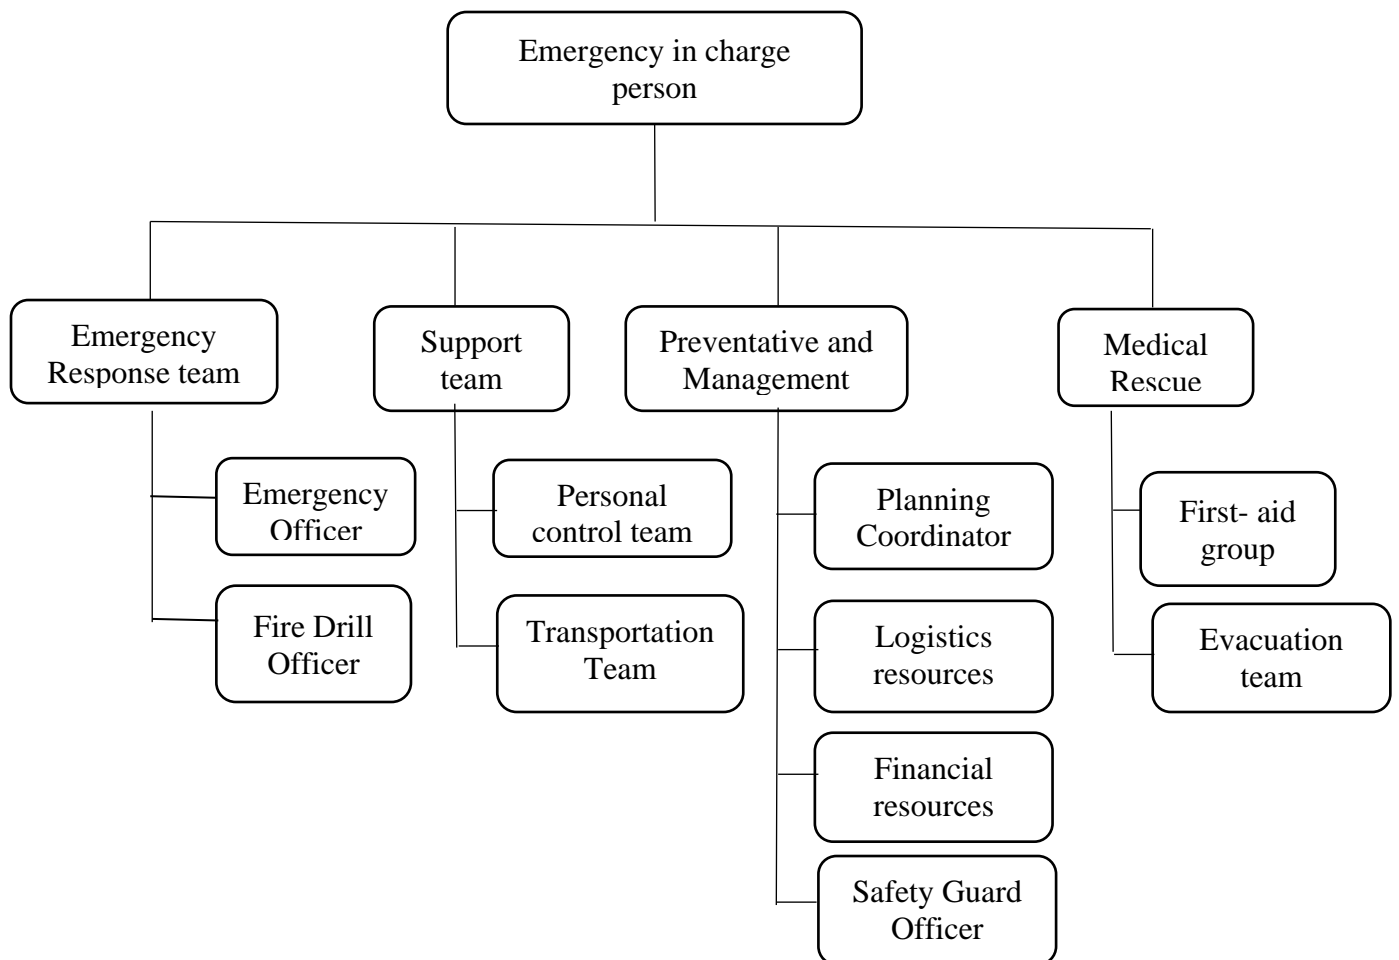 Emergency in charge
person
Emergency
Response team
Support
team
Preventative and
Management
Medical
Rescue
Emergency
Officer
Fire Drill
Officer
Personal
control team
Transportation
Team
Planning
Coordinator
Logistics
resources
Financial
resources
Safety Guard
Officer
First- aid
group
Evacuation
team